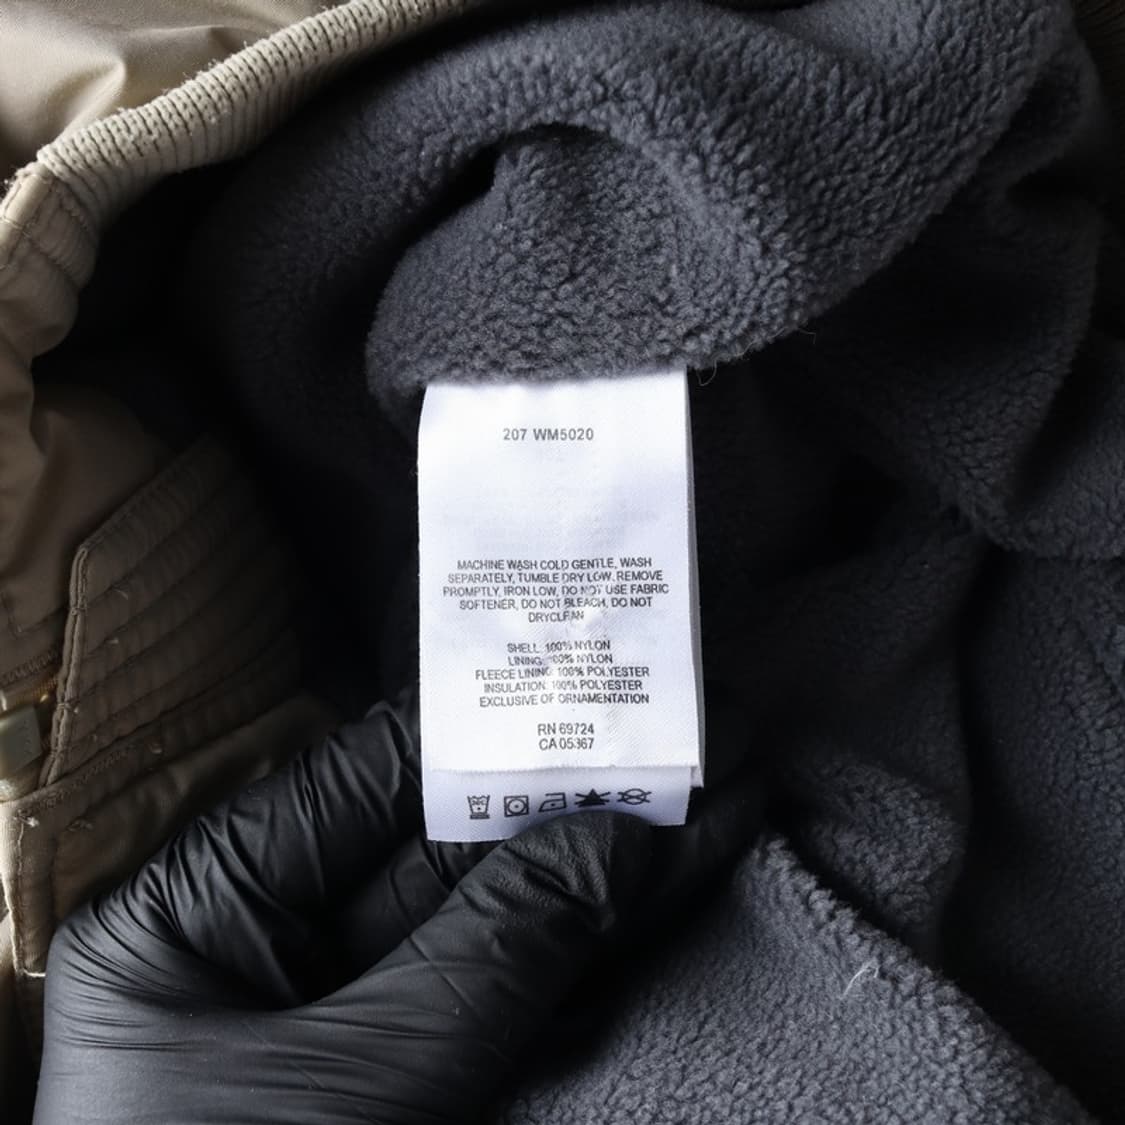 207 WM5020
MACHINE WASH COLD GENTLE, WASH
SEPARATELY, TUMBLE DRY LOW, REMOVE
PROMPTLY, IRON LOW, DO NOT USE FABRIC
SOFTENER, DO NOT BLEACH, DO NOT
DRYCLEAN
SHELL: 100% NYLON
LINING: 100% NYLON
FLEECE LINING: 100% POLYESTER
INSULATION: 100% POLYESTER
EXCLUSIVE OF ORNAMENTATION
RN 69724
CA 05367